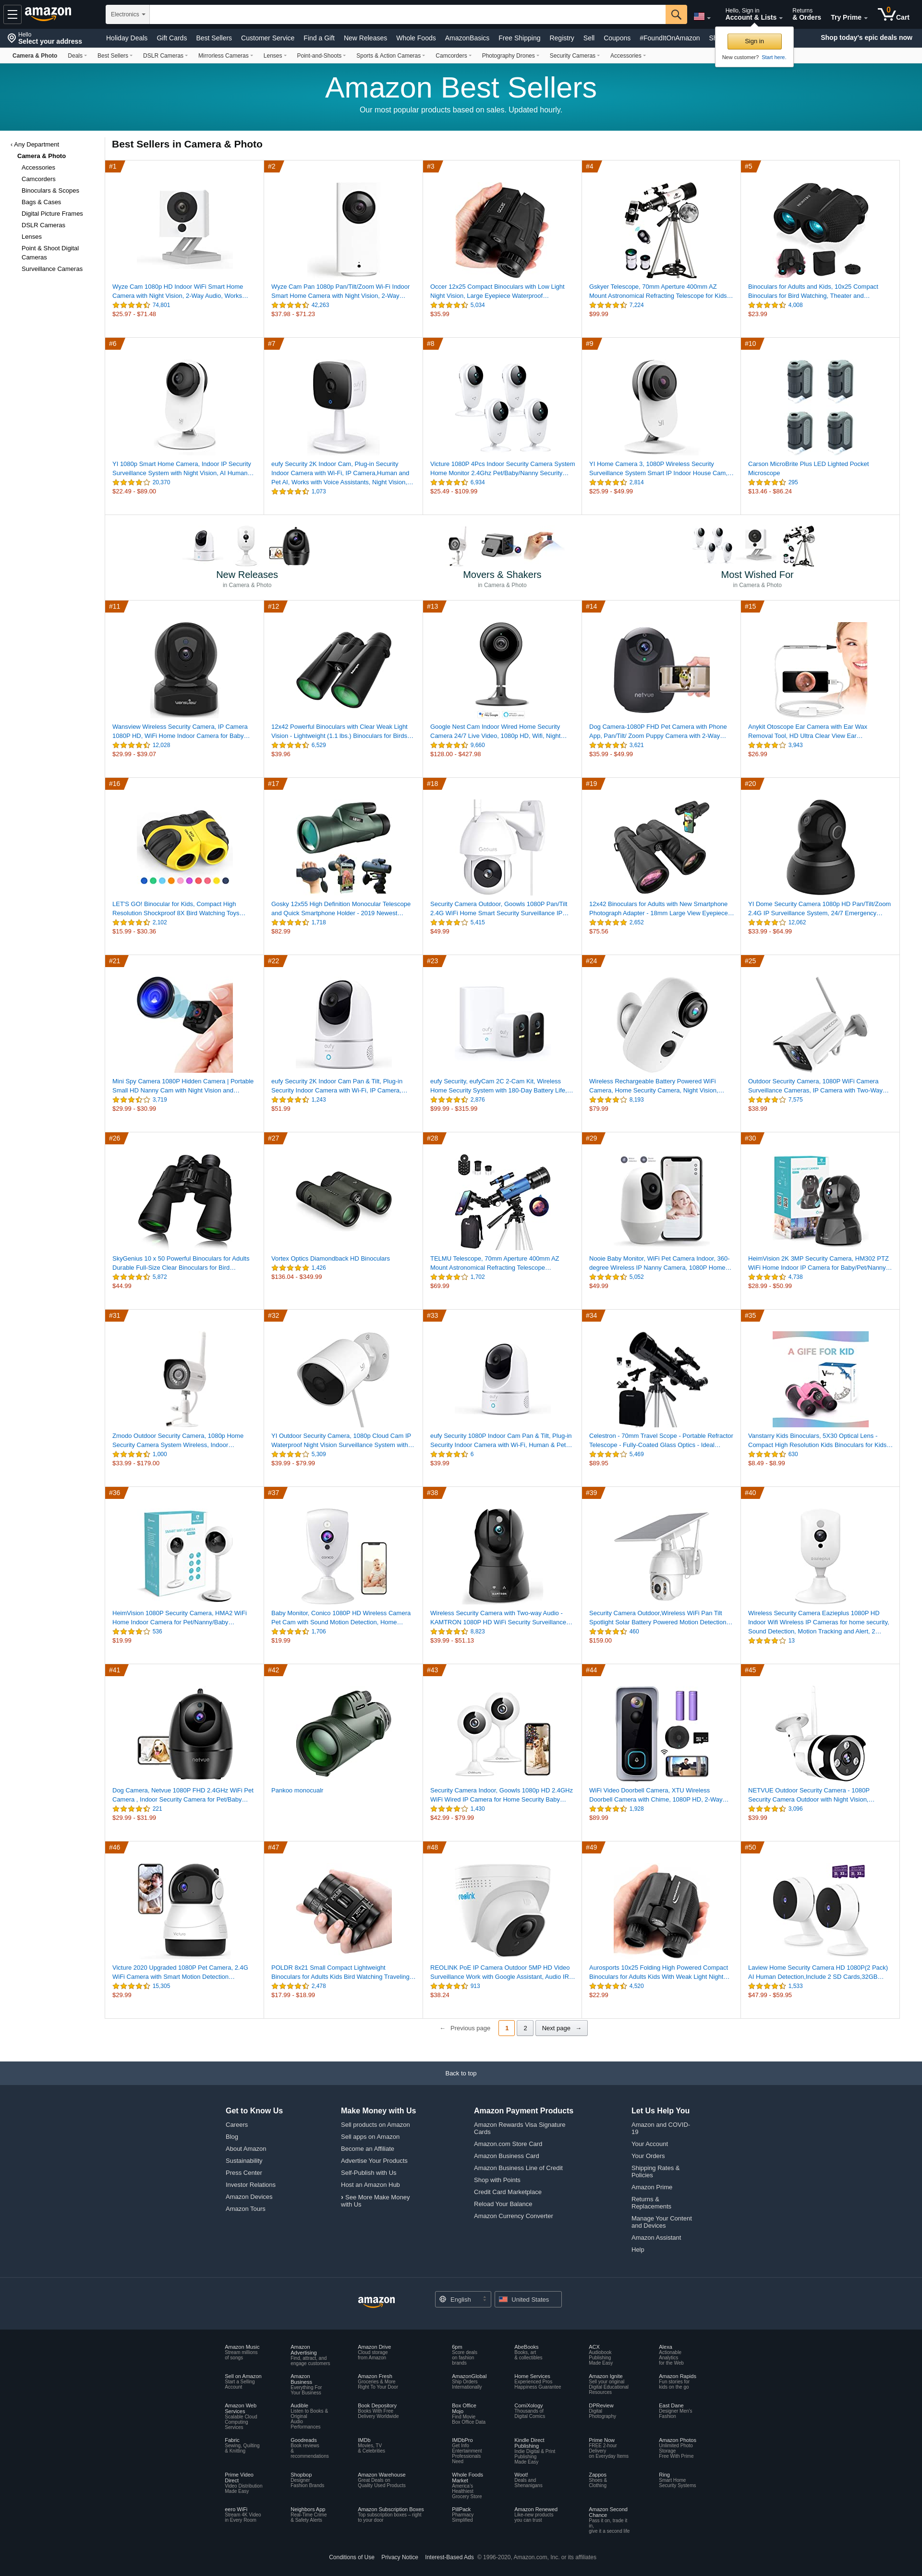 Hello
Select your address
amazon
Electronics
Hello, Sign in
Account & Lists
Returns
& Orders
Try Prime
0
Cart
Holiday Deals Gift Cards Best Sellers Customer Service Find a Gift New Releases Whole Foods AmazonBasics Free Shipping Registry Sell Coupons #FoundItOnAmazon
Shop today's epic deals now
Sign in
New customer? Start here.
Camera & Photo Deals Best Sellers DSLR Cameras Mirrorless Cameras Lenses Point-and-Shoots Sports & Action Cameras Camcorders Photography Drones Security Cameras Accessories
Amazon Best Sellers
Our most popular products based on sales. Updated hourly.
‹ Any Department
Camera & Photo
Accessories
Camcorders
Binoculars & Scopes
Bags & Cases
Digital Picture Frames
DSLR Cameras
Lenses
Point & Shoot Digital
Cameras
Surveillance Cameras
Best Sellers in Camera & Photo
#1
Wyze Cam 1080p HD Indoor WiFi Smart Home
Camera with Night Vision, 2-Way Audio, Works…
74,801
$25.97 - $71.48
#2
Wyze Cam Pan 1080p Pan/Tilt/Zoom Wi-Fi Indoor
Smart Home Camera with Night Vision, 2-Way…
42,263
$37.98 - $71.23
#3
Occer 12x25 Compact Binoculars with Low Light
Night Vision, Large Eyepiece Waterproof…
5,034
$35.99
#4
Gskyer Telescope, 70mm Aperture 400mm AZ
Mount Astronomical Refracting Telescope for Kids…
7,224
$99.99
#5
Binoculars for Adults and Kids, 10x25 Compact
Binoculars for Bird Watching, Theater and…
4,008
$23.99
#6
YI 1080p Smart Home Camera, Indoor IP Security
Surveillance System with Night Vision, AI Human…
20,370
$22.49 - $89.00
#7
eufy Security 2K Indoor Cam, Plug-in Security
Indoor Camera with Wi-Fi, IP Camera,Human and
Pet AI, Works with Voice Assistants, Night Vision,…
1,073
#8
Victure 1080P 4Pcs Indoor Security Camera System
Home Monitor 2.4Ghz Pet/Baby/Nanny Security…
6,934
$25.49 - $109.99
#9
YI Home Camera 3, 1080P Wireless Security
Surveillance System Smart IP Indoor House Cam,…
2,814
$25.99 - $49.99
#10
Carson MicroBrite Plus LED Lighted Pocket
Microscope
295
$13.46 - $86.24
New Releases
in Camera & Photo
Movers & Shakers
in Camera & Photo
Most Wished For
in Camera & Photo
#11
Wansview Wireless Security Camera, IP Camera
1080P HD, WiFi Home Indoor Camera for Baby…
12,028
$29.99 - $39.07
#12
12x42 Powerful Binoculars with Clear Weak Light
Vision - Lightweight (1.1 lbs.) Binoculars for Birds…
6,529
$39.96
#13
Google Nest Cam Indoor Wired Home Security
Camera 24/7 Live Video, 1080p HD, Wifi, Night…
9,660
$128.00 - $427.98
#14
netvue
Dog Camera-1080P FHD Pet Camera with Phone
App, Pan/Tilt/ Zoom Puppy Camera with 2-Way…
3,621
$35.99 - $49.99
#15
Anykit Otoscope Ear Camera with Ear Wax
Removal Tool, HD Ultra Clear View Ear…
3,943
$26.99
#16
LET'S GO! Binocular for Kids, Compact High
Resolution Shockproof 8X Bird Watching Toys…
2,102
$15.99 - $30.36
#17
Gosky 12x55 High Definition Monocular Telescope
and Quick Smartphone Holder - 2019 Newest…
1,718
$82.99
#18
Security Camera Outdoor, Goowls 1080P Pan/Tilt
2.4G WiFi Home Smart Security Surveillance IP…
5,415
$49.99
#19
12x42 Binoculars for Adults with New Smartphone
Photograph Adapter - 18mm Large View Eyepiece…
2,652
$75.56
#20
YI Dome Security Camera 1080p HD Pan/Tilt/Zoom
2.4G IP Surveillance System, 24/7 Emergency…
12,062
$33.99 - $64.99
#21
Mini Spy Camera 1080P Hidden Camera | Portable
Small HD Nanny Cam with Night Vision and…
3,719
$29.99 - $30.99
#22
eufy Security 2K Indoor Cam Pan & Tilt, Plug-in
Security Indoor Camera with Wi-Fi, IP Camera,…
1,243
$51.99
#23
eufy Security, eufyCam 2C 2-Cam Kit, Wireless
Home Security System with 180-Day Battery Life,…
2,876
$99.99 - $315.99
#24
Wireless Rechargeable Battery Powered WiFi
Camera, Home Security Camera, Night Vision,…
8,193
$79.99
#25
Outdoor Security Camera, 1080P WiFi Camera
Surveillance Cameras, IP Camera with Two-Way…
7,575
$38.99
#26
SkyGenius 10 x 50 Powerful Binoculars for Adults
Durable Full-Size Clear Binoculars for Bird…
5,872
$44.99
#27
Vortex Optics Diamondback HD Binoculars
1,426
$136.04 - $349.99
#28
TELMU Telescope, 70mm Aperture 400mm AZ
Mount Astronomical Refracting Telescope…
1,702
$69.99
#29
Nooie Baby Monitor, WiFi Pet Camera Indoor, 360-
degree Wireless IP Nanny Camera, 1080P Home…
5,052
$49.99
#30
HeimVision 2K 3MP Security Camera, HM302 PTZ
WiFi Home Indoor IP Camera for Baby/Pet/Nanny…
4,738
$28.99 - $50.99
#31
Zmodo Outdoor Security Camera, 1080p Home
Security Camera System Wireless, Indoor…
1,000
$33.99 - $179.00
#32
YI Outdoor Security Camera, 1080p Cloud Cam IP
Waterproof Night Vision Surveillance System with…
5,309
$39.99 - $79.99
#33
eufy Security 1080P Indoor Cam Pan & Tilt, Plug-in
Security Indoor Camera with Wi-Fi, Human & Pet…
6
$39.99
#34
Celestron - 70mm Travel Scope - Portable Refractor
Telescope - Fully-Coated Glass Optics - Ideal…
5,469
$89.95
#35
A GIFE FOR KID
Vanstarry Kids Binoculars, 5X30 Optical Lens -
Compact High Resolution Kids Binoculars for Kids…
630
$8.49 - $8.99
#36
HeimVision 1080P Security Camera, HMA2 WiFi
Home Indoor Camera for Pet/Nanny/Baby…
536
$19.99
#37
Baby Monitor, Conico 1080P HD Wireless Camera
Pet Cam with Sound Motion Detection, Home…
1,706
$19.99
#38
Wireless Security Camera with Two-way Audio -
KAMTRON 1080P HD WiFi Security Surveillance…
8,823
$39.99 - $51.13
#39
Security Camera Outdoor,Wireless WiFi Pan Tilt
Spotlight Solar Battery Powered Motion Detection…
460
$159.00
#40
Wireless Security Camera Eazieplus 1080P HD
Indoor Wifi Wireless IP Cameras for home security,
Sound Detection, Motion Tracking and Alert, 2…
13
#41
Dog Camera, Netvue 1080P FHD 2.4GHz WiFi Pet
Camera , Indoor Security Camera for Pet/Baby…
221
$29.99 - $31.99
#42
Pankoo monocualr
#43
Security Camera Indoor, Goowls 1080p HD 2.4GHz
WiFi Wired IP Camera for Home Security Baby…
1,430
$42.99 - $79.99
#44
WiFi Video Doorbell Camera, XTU Wireless
Doorbell Camera with Chime, 1080P HD, 2-Way…
1,928
$89.99
#45
NETVUE Outdoor Security Camera - 1080P
Security Camera Outdoor with Night Vision,…
3,096
$39.99
#46
Victure 2020 Upgraded 1080P Pet Camera, 2.4G
WiFi Camera with Smart Motion Detection…
15,305
$29.99
#47
POLDR 8x21 Small Compact Lightweight
Binoculars for Adults Kids Bird Watching Traveling…
2,478
$17.99 - $18.99
#48
reolink
REOLINK PoE IP Camera Outdoor 5MP HD Video
Surveillance Work with Google Assistant, Audio IR…
913
$38.24
#49
Aurosports 10x25 Folding High Powered Compact
Binoculars for Adults Kids With Weak Light Night…
4,520
$22.99
#50
Laview Home Security Camera HD 1080P(2 Pack)
AI Human Detection,Include 2 SD Cards,32GB…
1,533
$47.99 - $59.95
← Previous page 1 2 Next page →
Back to top
Get to Know Us
Careers
Blog
About Amazon
Sustainability
Press Center
Investor Relations
Amazon Devices
Amazon Tours
Make Money with Us
Sell products on Amazon
Sell apps on Amazon
Become an Affiliate
Advertise Your Products
Self-Publish with Us
Host an Amazon Hub
› See More Make Money
with Us
Amazon Payment Products
Amazon Rewards Visa Signature
Cards
Amazon.com Store Card
Amazon Business Card
Amazon Business Line of Credit
Shop with Points
Credit Card Marketplace
Reload Your Balance
Amazon Currency Converter
Let Us Help You
Amazon and COVID-
19
Your Account
Your Orders
Shipping Rates &
Policies
Amazon Prime
Returns &
Replacements
Manage Your Content
and Devices
Amazon Assistant
Help
amazon
English
United States
Amazon Music
Stream millions
of songs
Amazon
Advertising
Find, attract, and
engage customers
Amazon Drive
Cloud storage
from Amazon
6pm
Score deals
on fashion
brands
AbeBooks
Books, art
& collectibles
ACX
Audiobook
Publishing
Made Easy
Alexa
Actionable
Analytics
for the Web
Sell on Amazon
Start a Selling
Account
Amazon
Business
Everything For
Your Business
Amazon Fresh
Groceries & More
Right To Your Door
AmazonGlobal
Ship Orders
Internationally
Home Services
Experienced Pros
Happiness Guarantee
Amazon Ignite
Sell your original
Digital Educational
Resources
Amazon Rapids
Fun stories for
kids on the go
Amazon Web
Services
Scalable Cloud
Computing
Services
Audible
Listen to Books &
Original
Audio
Performances
Book Depository
Books With Free
Delivery Worldwide
Box Office
Mojo
Find Movie
Box Office Data
ComiXology
Thousands of
Digital Comics
DPReview
Digital
Photography
East Dane
Designer Men's
Fashion
Fabric
Sewing, Quilting
& Knitting
Goodreads
Book reviews
&
recommendations
IMDb
Movies, TV
& Celebrities
IMDbPro
Get Info
Entertainment
Professionals
Need
Kindle Direct
Publishing
Indie Digital & Print
Publishing
Made Easy
Prime Now
FREE 2-hour
Delivery
on Everyday Items
Amazon Photos
Unlimited Photo
Storage
Free With Prime
Prime Video
Direct
Video Distribution
Made Easy
Shopbop
Designer
Fashion Brands
Amazon Warehouse
Great Deals on
Quality Used Products
Whole Foods
Market
America's
Healthiest
Grocery Store
Woot!
Deals and
Shenanigans
Zappos
Shoes &
Clothing
Ring
Smart Home
Security Systems
eero WiFi
Stream 4K Video
in Every Room
Neighbors App
Real-Time Crime
& Safety Alerts
Amazon Subscription Boxes
Top subscription boxes – right
to your door
PillPack
Pharmacy
Simplified
Amazon Renewed
Like-new products
you can trust
Amazon Second
Chance
Pass it on, trade it
in,
give it a second life
Conditions of Use Privacy Notice Interest-Based Ads © 1996-2020, Amazon.com, Inc. or its affiliates